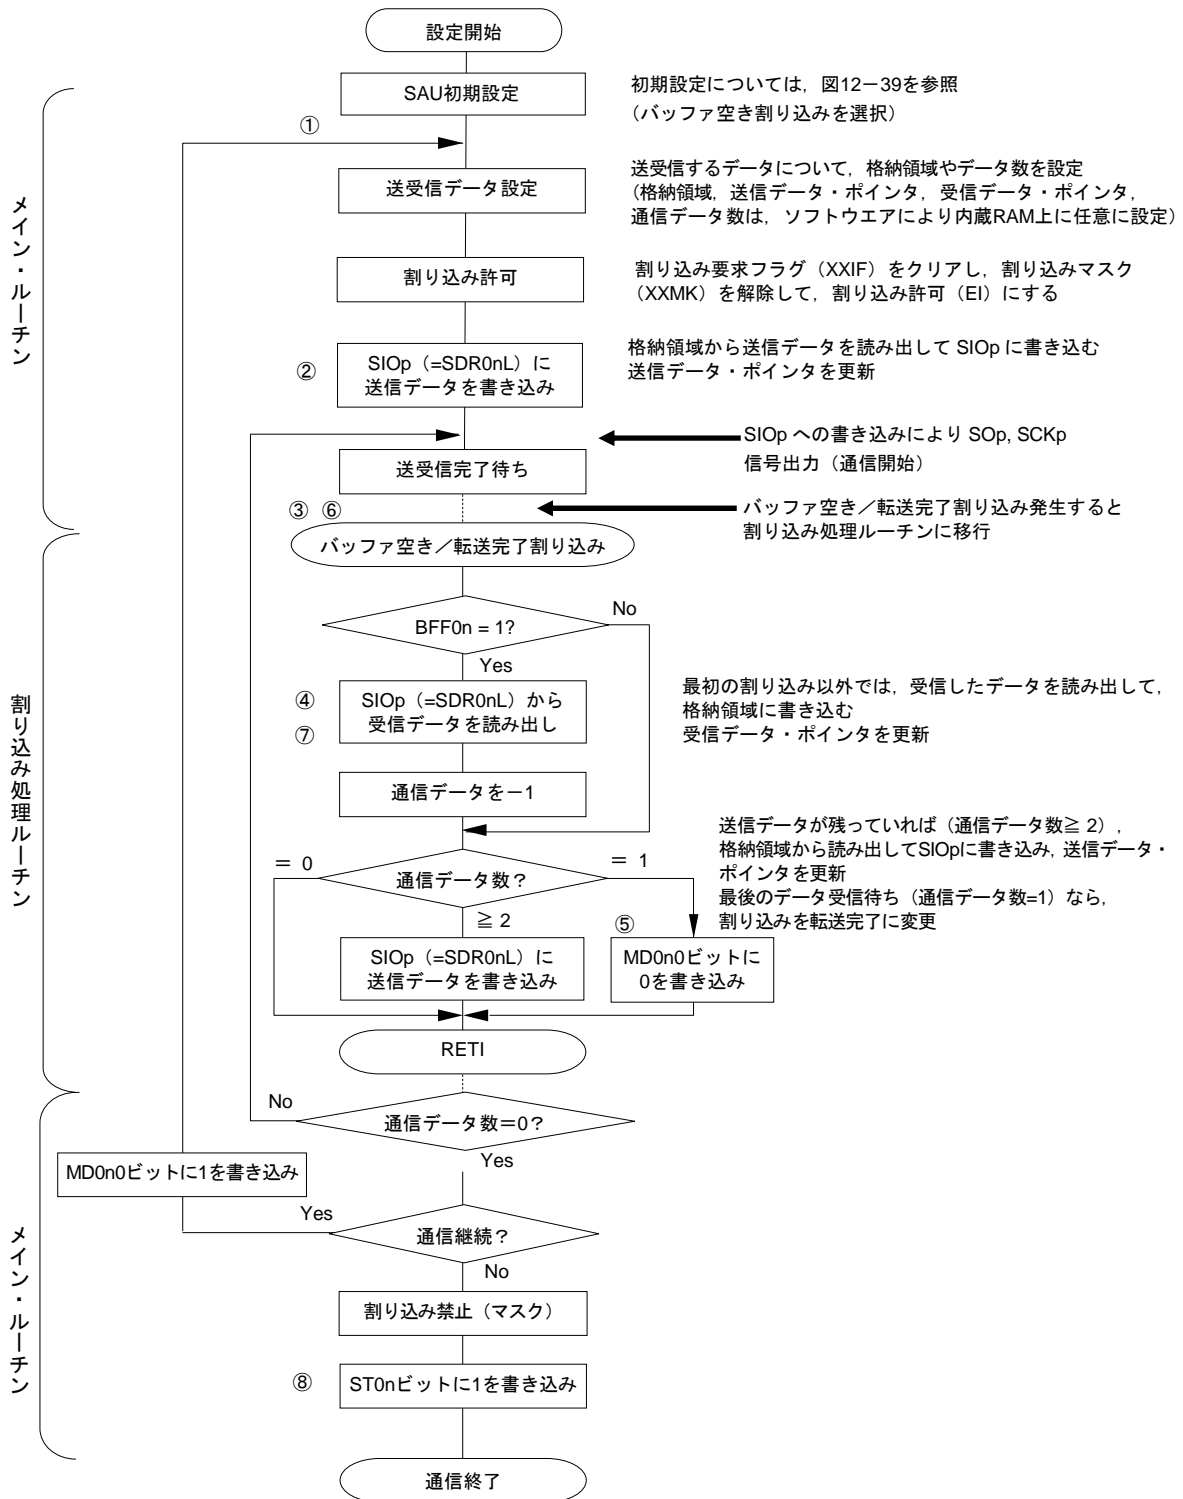 設定開始
SAU初期設定
初期設定については，図12－39を参照
（バッファ空き割り込みを選択）
①
送受信データ設定
送受信するデータについて，格納領域やデータ数を設定
（格納領域，送信データ・ポインタ，受信データ・ポインタ，
通信データ数は，ソフトウエアにより内蔵RAM上に任意に設定）
メイン・ルーチン
割り込み許可
割り込み要求フラグ（XXIF）をクリアし，割り込みマスク
（XXMK）を解除して，割り込み許可（EI）にする
②
SIOp（=SDR0nL）に
送信データを書き込み
格納領域から送信データを読み出して SIOp に書き込む
送信データ・ポインタを更新
SIOp への書き込みにより SOp, SCKp
信号出力（通信開始）
送受信完了待ち
③ ⑥
バッファ空き／転送完了割り込み発生すると
割り込み処理ルーチンに移行
バッファ空き／転送完了割り込み
BFF0n = 1?
No
Yes
割り込み処理ルーチン
④
⑦
SIOp（=SDR0nL）から
受信データを読み出し
最初の割り込み以外では，受信したデータを読み出して，
格納領域に書き込む
受信データ・ポインタを更新
通信データを－1
送信データが残っていれば（通信データ数≧ 2），
格納領域から読み出してSIOpに書き込み, 送信データ・
ポインタを更新
最後のデータ受信待ち（通信データ数=1）なら，
割り込みを転送完了に変更
＝ 0
通信データ数？
＝ 1
≧ 2
⑤
SIOp（=SDR0nL）に
送信データを書き込み
MD0n0ビットに
0を書き込み
RETI
No
通信データ数＝0？
Yes
MD0n0ビットに1を書き込み
Yes
通信継続？
No
メイン・ルーチン
割り込み禁止（マスク）
⑧
ST0nビットに1を書き込み
通信終了